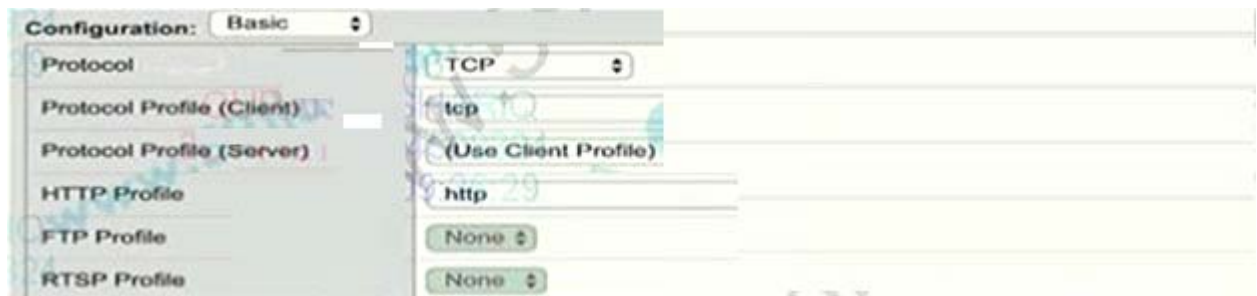 Configuration: Basic
Protocol TCP
Protocol Profile (Client) tcp
Protocol Profile (Server) (Use Client Profile)
HTTP Profile http
FTP Profile None
RTSP Profile None